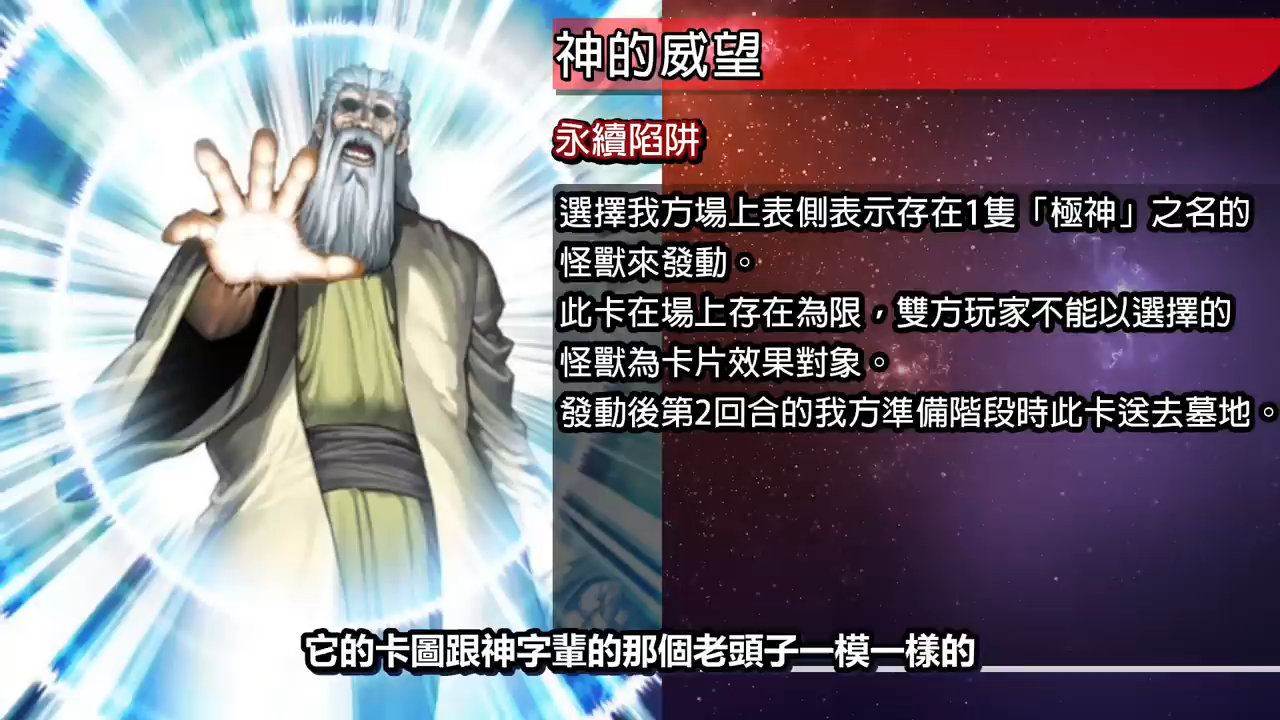 神的威望
永續陷阱
選擇我方場上表側表示存在1隻「極神」之名的
怪獸來發動。
此卡在場上存在為限，雙方玩家不能以選擇的
怪獸為卡片效果對象。
發動後第2回合的我方準備階段時此卡送去墓地。
它的卡圖跟神字輩的那個老頭子一模一樣的